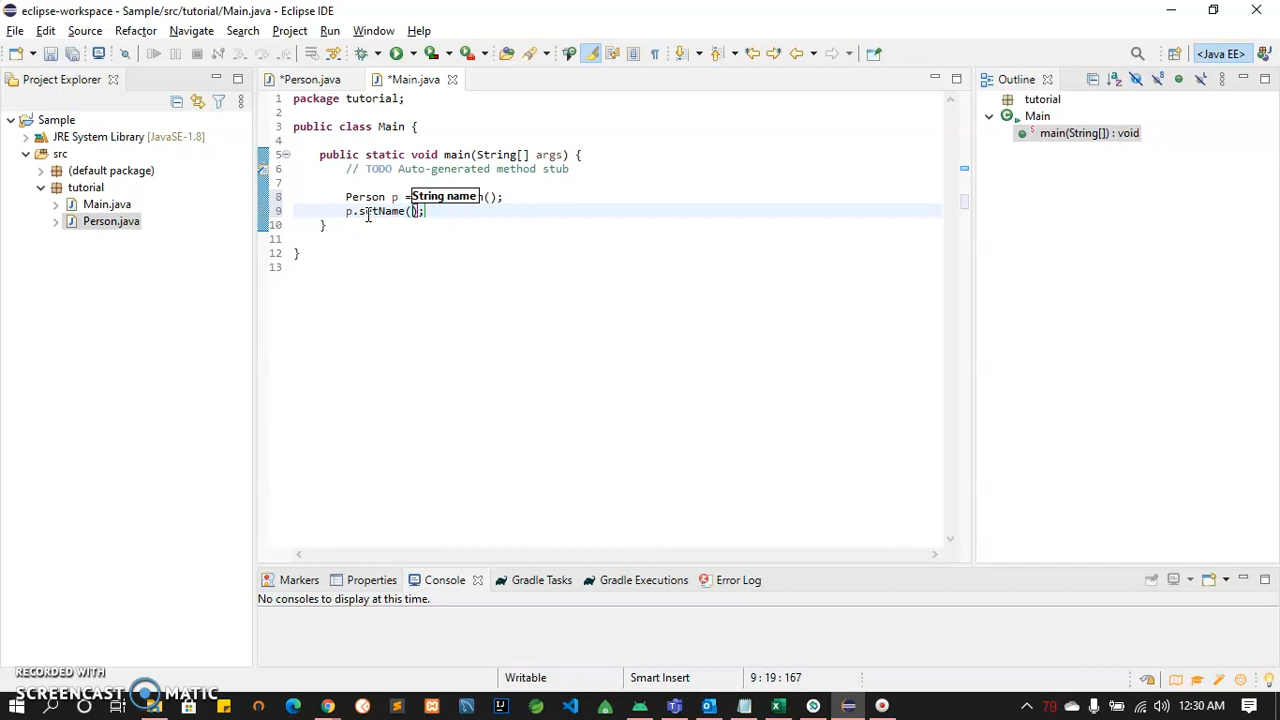 eclipse-workspace - Sample/src/tutorial/Main.java - Eclipse IDE
File Edit Source Refactor Navigate Search Project Run Window Help
<Java EE>
Project Explorer
Sample
JRE System Library [JavaSE-1.8]
src
(default package)
tutorial
Main.java
Person.java
*Person.java *Main.java
1 package tutorial;
2
3 public class Main {
4
5 public static void main(String[] args) {
6 // TODO Auto-generated method stub
7
8 Person p = n();
String name
9 p.setName();
10 }
11
12 }
13
Outline
tutorial
Main
main(String[]) : void
Markers Properties Console Gradle Tasks Gradle Executions Error Log
No consoles to display at this time.
Writable Smart Insert 9 : 19 : 167
RECORDED WITH
SCREENCAST MATIC
79 12:30 AM